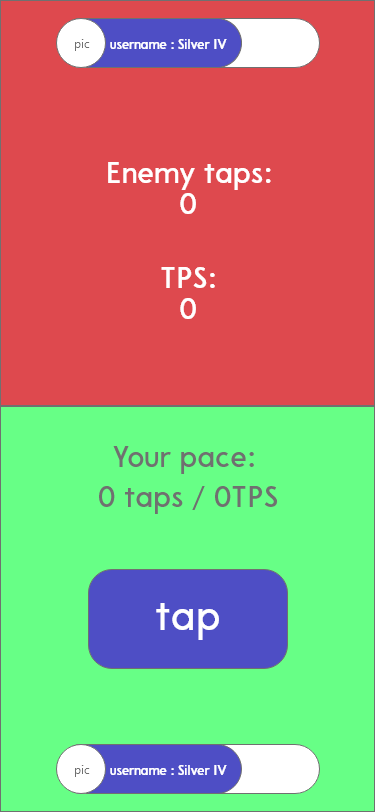 pic username : Silver IV
Enemy taps:
0
TPS:
0
Your pace:
0 taps / 0TPS
tap
pic username : Silver IV